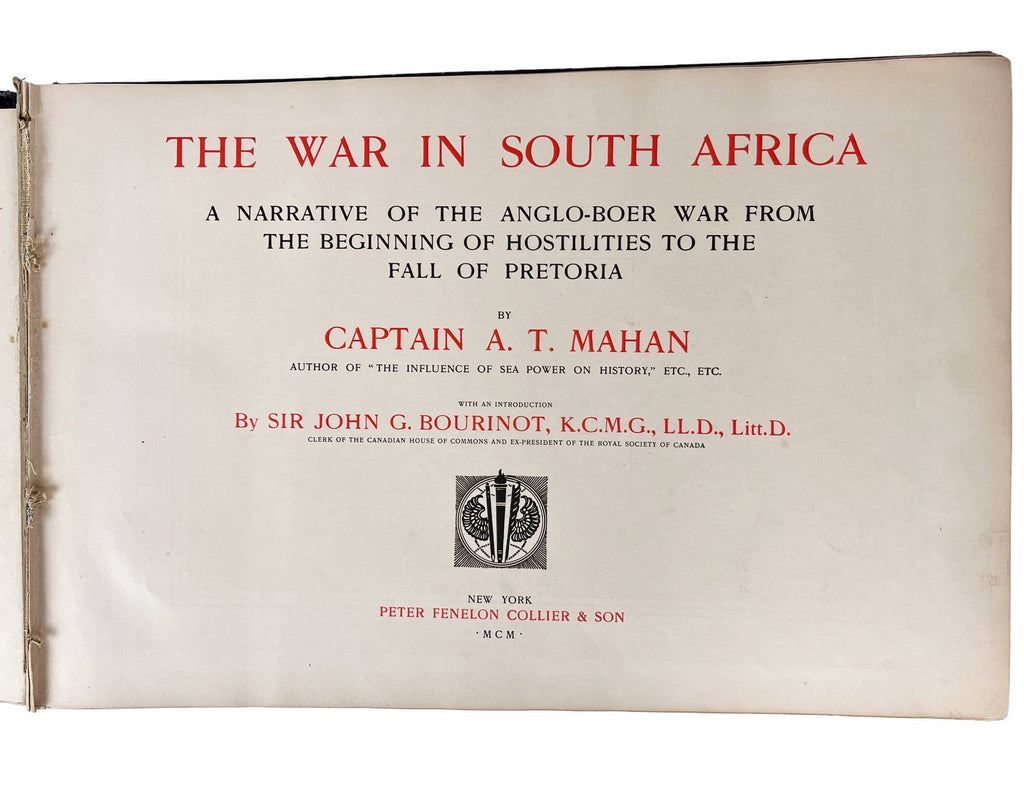 THE WAR IN SOUTH AFRICA
A NARRATIVE OF THE ANGLO-BOER WAR FROM
THE BEGINNING OF HOSTILITIES TO THE
FALL OF PRETORIA
BY
CAPTAIN A. T. MAHAN
AUTHOR OF "THE INFLUENCE OF SEA POWER ON HISTORY," ETC., ETC.
WITH AN INTRODUCTION
By SIR JOHN G. BOURINOT, K.C.M.G., LL.D., Litt.D.
CLERK OF THE CANADIAN HOUSE OF COMMONS AND EX-PRESIDENT OF THE ROYAL SOCIETY OF CANADA
NEW YORK
PETER FENELON COLLIER & SON
·MCM·